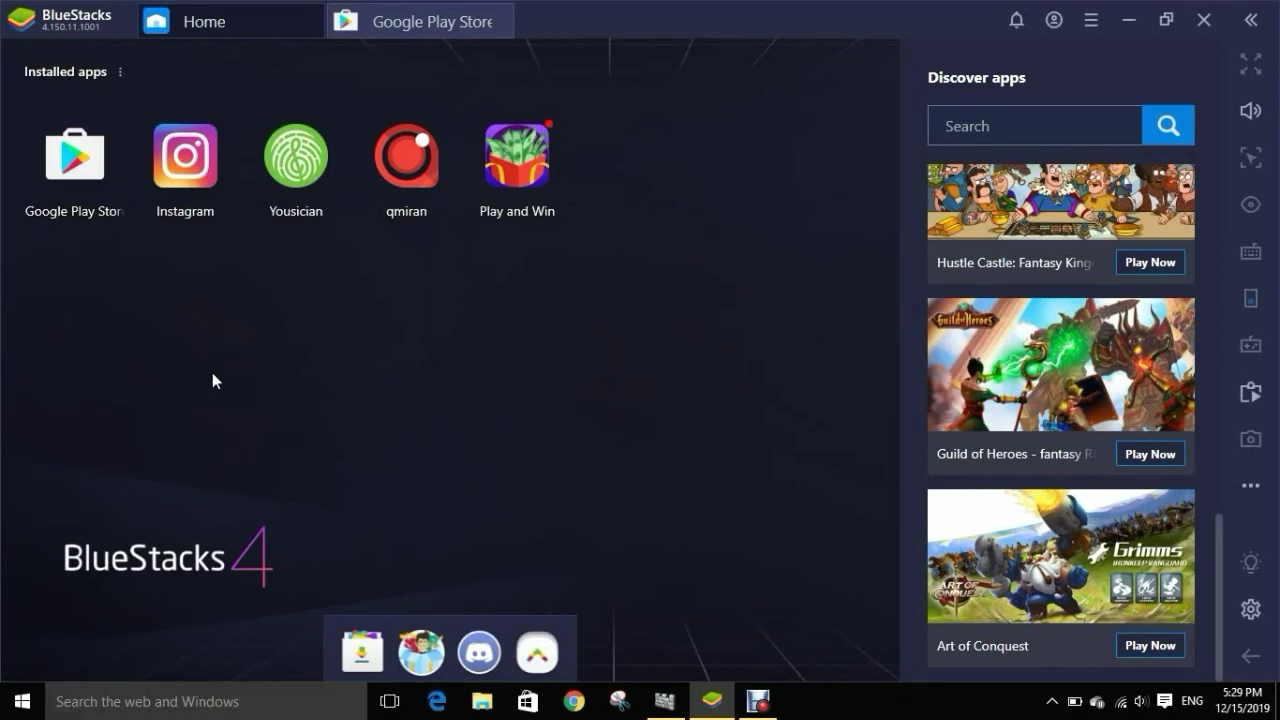 BlueStacks
4.150.11.1001
Home
Google Play Store
Installed apps
Google Play Stor
Instagram
Yousician
qmiran
Play and Win
BlueStacks 4
Discover apps
Search
Hustle Castle: Fantasy King
Play Now
Guild of Heroes
Guild of Heroes - fantasy R
Play Now
ART OF CONQUEST
Grimms
IRONKEEP VANGUARD
Art of Conquest
Play Now
Search the web and Windows
ENG
5:29 PM
12/15/2019